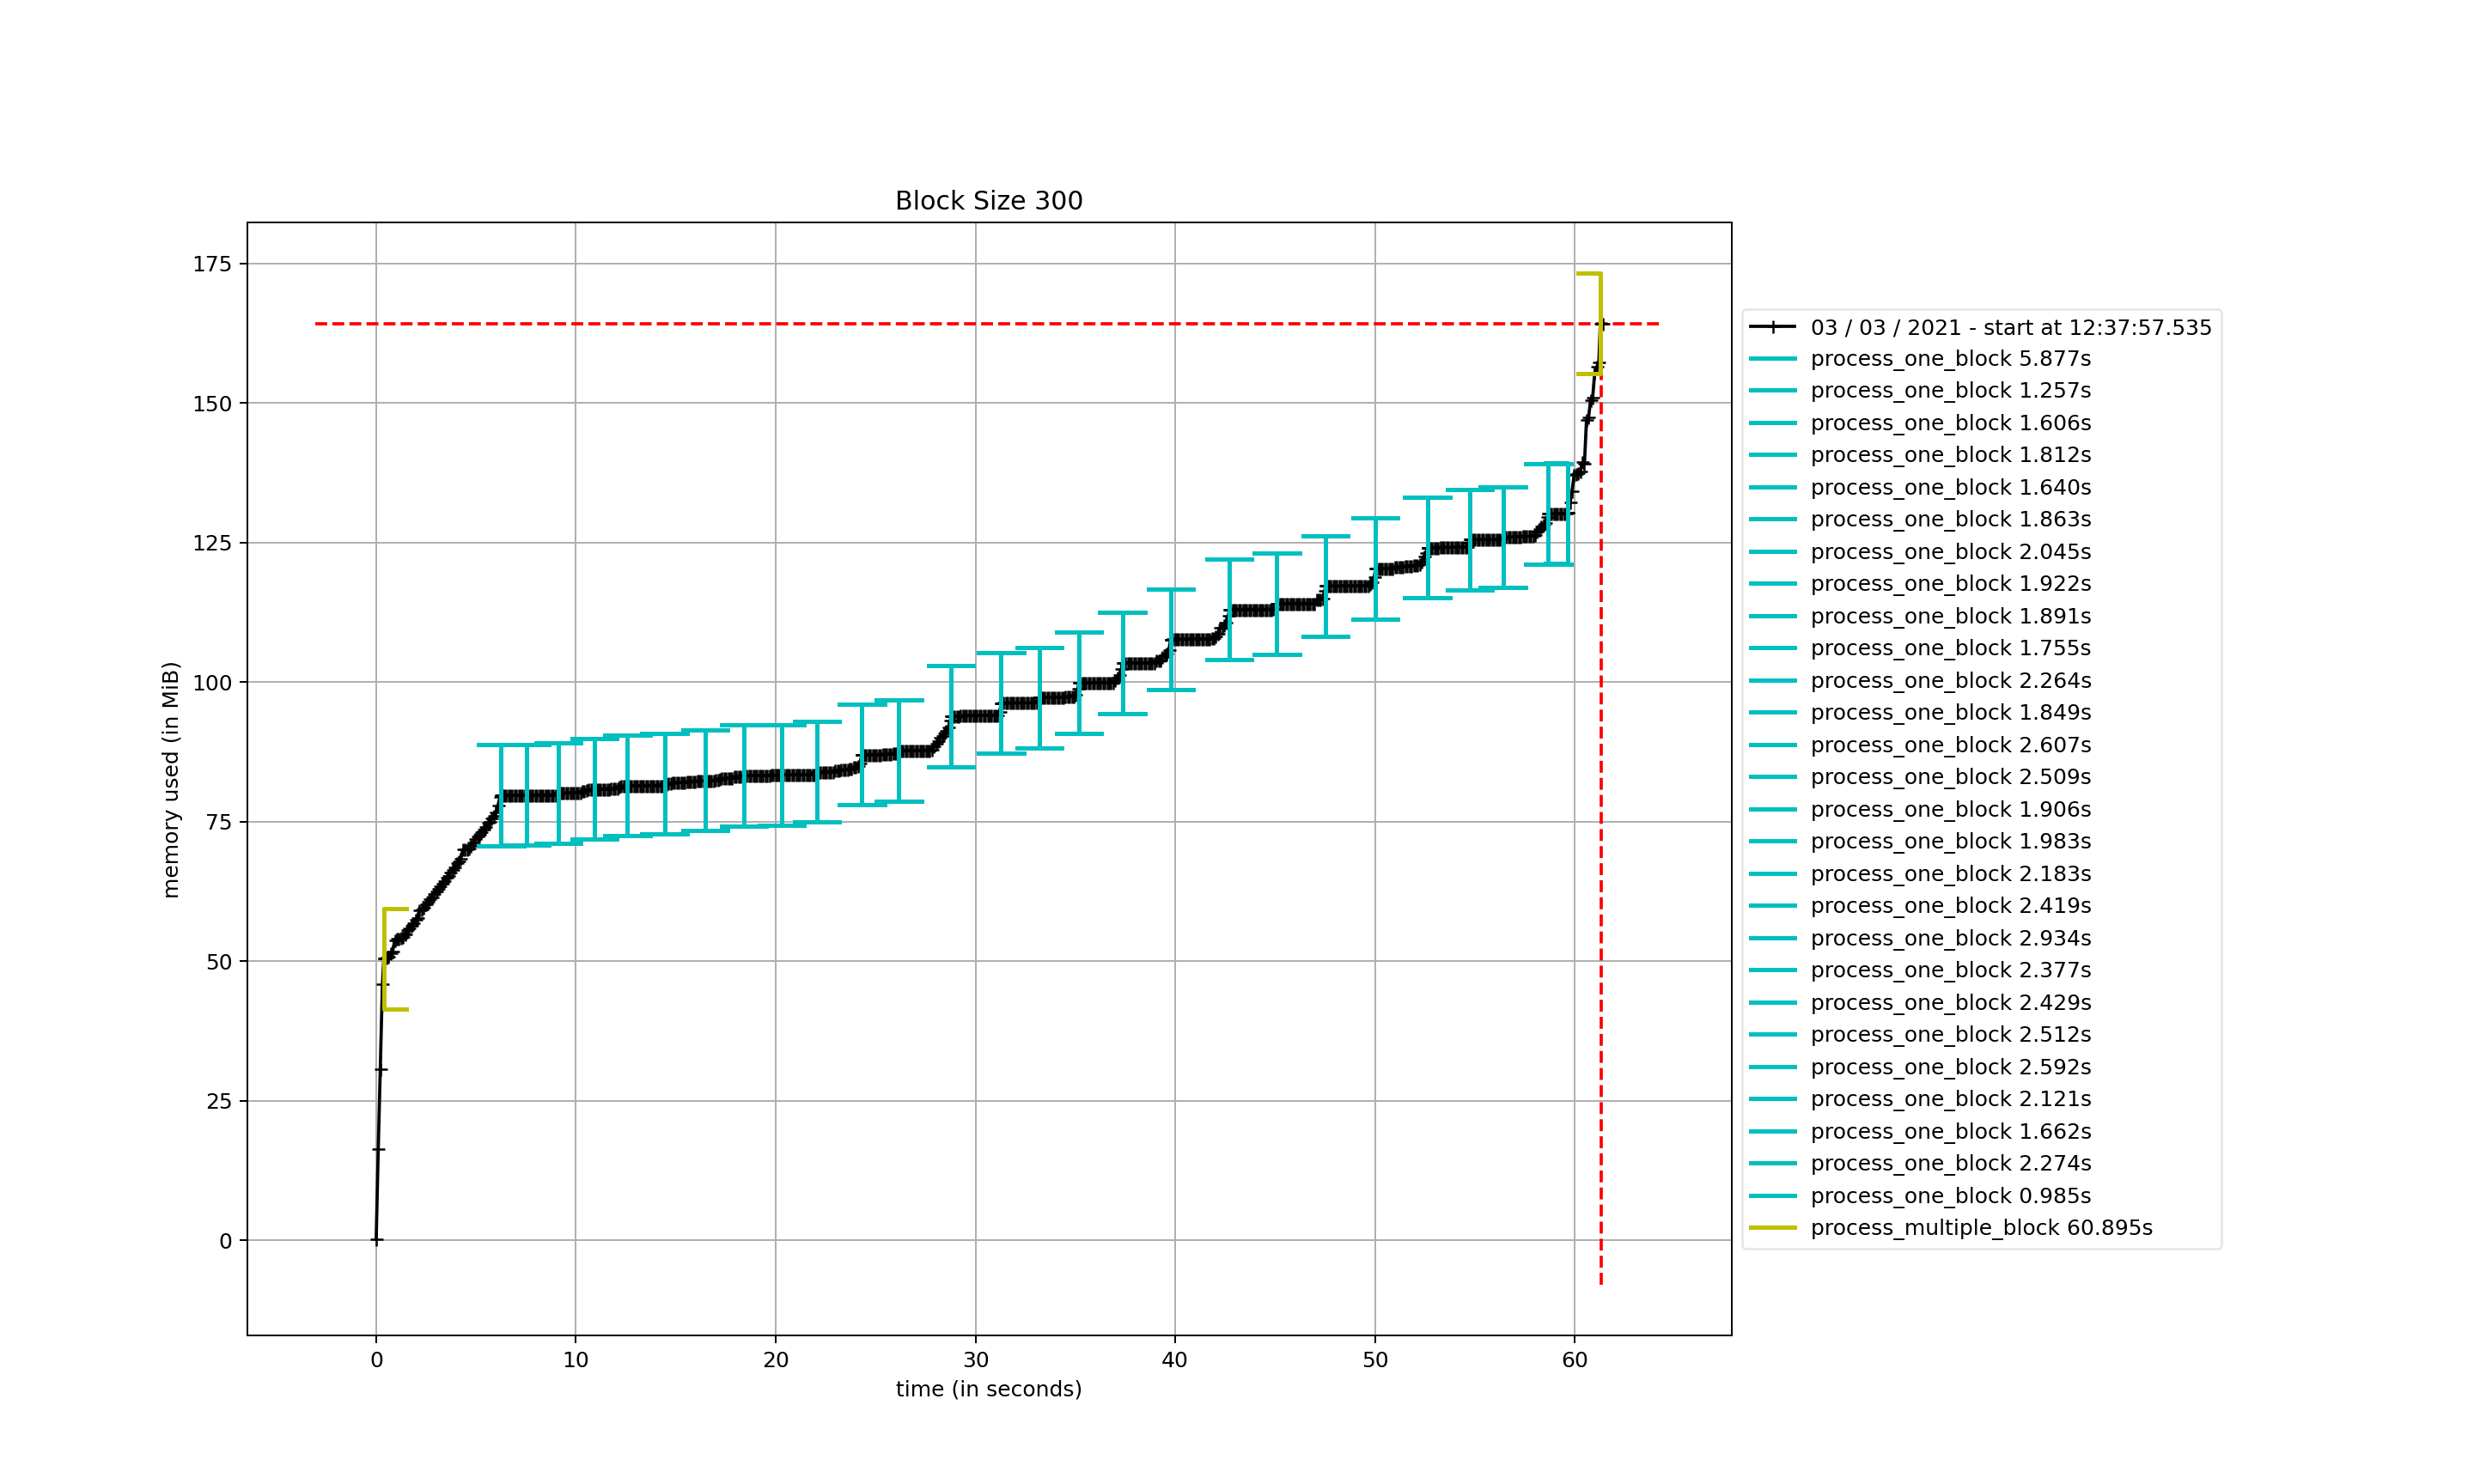 Block Size 300
175
150
125
100
75
50
25
0
memory used (in MiB)
0 10 20 30 40 50 60
time (in seconds)
03 / 03 / 2021 - start at 12:37:57.535
process_one_block 5.877s
process_one_block 1.257s
process_one_block 1.606s
process_one_block 1.812s
process_one_block 1.640s
process_one_block 1.863s
process_one_block 2.045s
process_one_block 1.922s
process_one_block 1.891s
process_one_block 1.755s
process_one_block 2.264s
process_one_block 1.849s
process_one_block 2.607s
process_one_block 2.509s
process_one_block 1.906s
process_one_block 1.983s
process_one_block 2.183s
process_one_block 2.419s
process_one_block 2.934s
process_one_block 2.377s
process_one_block 2.429s
process_one_block 2.512s
process_one_block 2.592s
process_one_block 2.121s
process_one_block 1.662s
process_one_block 2.274s
process_one_block 0.985s
process_multiple_block 60.895s